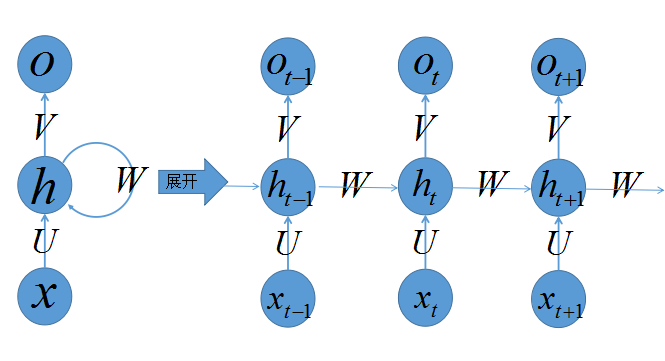 o o_{t-1} o_t o_{t+1}
V V V V
h W 展开 h_{t-1} W h_t W h_{t+1} W
U U U U
x x_{t-1} x_t x_{t+1}